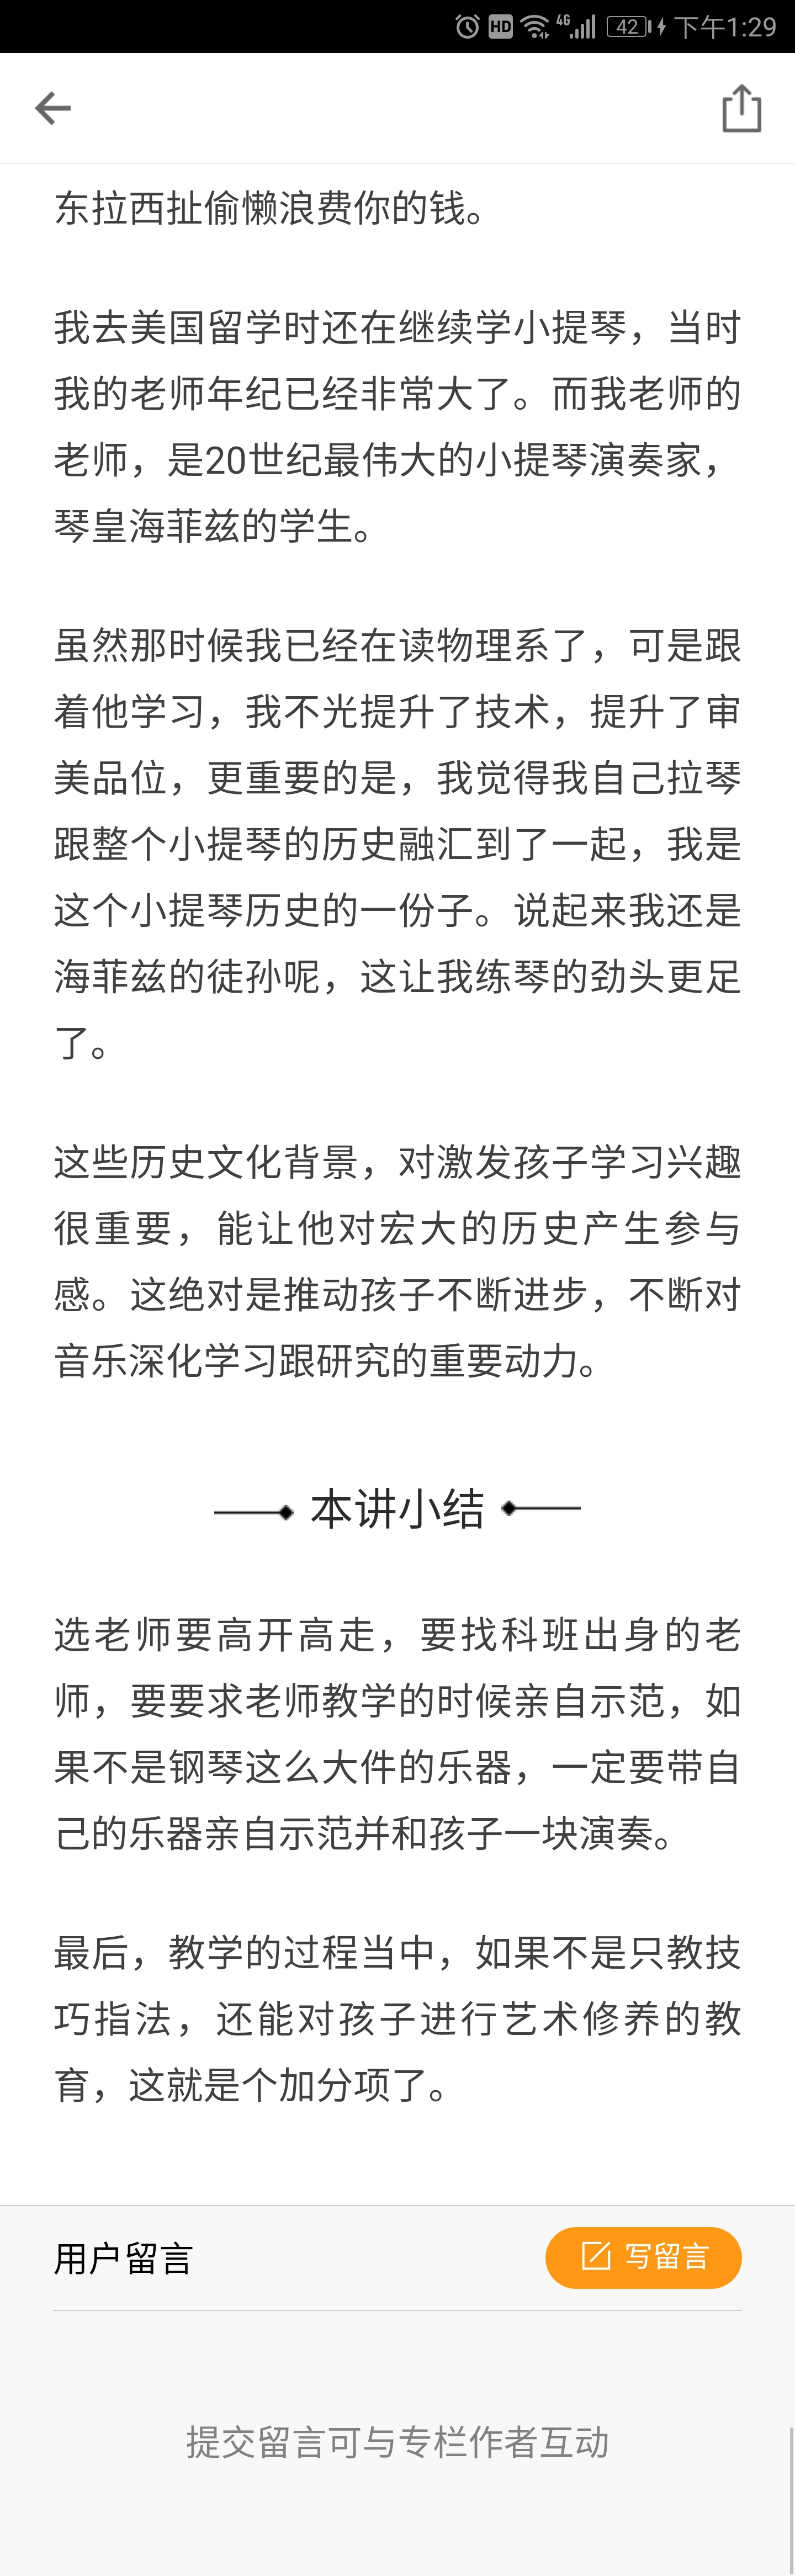 HD 4G 42 下午1:29
东拉西扯偷懒浪费你的钱。
我去美国留学时还在继续学小提琴，当时
我的老师年纪已经非常大了。而我老师的
老师，是20世纪最伟大的小提琴演奏家，
琴皇海菲兹的学生。
虽然那时候我已经在读物理系了，可是跟
着他学习，我不光提升了技术，提升了审
美品位，更重要的是，我觉得我自己拉琴
跟整个小提琴的历史融汇到了一起，我是
这个小提琴历史的一份子。说起来我还是
海菲兹的徒孙呢，这让我练琴的劲头更足
了。
这些历史文化背景，对激发孩子学习兴趣
很重要，能让他对宏大的历史产生参与
感。这绝对是推动孩子不断进步，不断对
音乐深化学习跟研究的重要动力。
本讲小结
选老师要高开高走，要找科班出身的老
师，要要求老师教学的时候亲自示范，如
果不是钢琴这么大件的乐器，一定要带自
己的乐器亲自示范并和孩子一块演奏。
最后，教学的过程当中，如果不是只教技
巧指法，还能对孩子进行艺术修养的教
育，这就是个加分项了。
用户留言 写留言
提交留言可与专栏作者互动